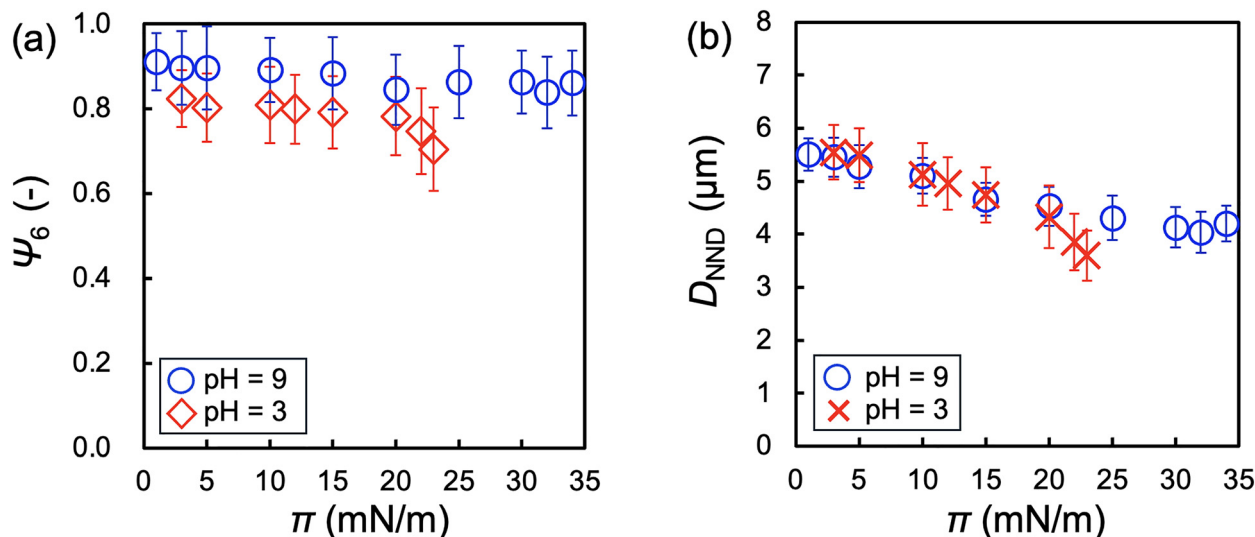 (a)
1.0
0.8
0.6
0.4
0.2
0.0
Ψ6 (-)
pH = 9
pH = 3
0 5 10 15 20 25 30 35
π (mN/m)
(b)
8
7
6
5
4
3
2
1
0
DNND (μm)
pH = 9
pH = 3
0 5 10 15 20 25 30 35
π (mN/m)